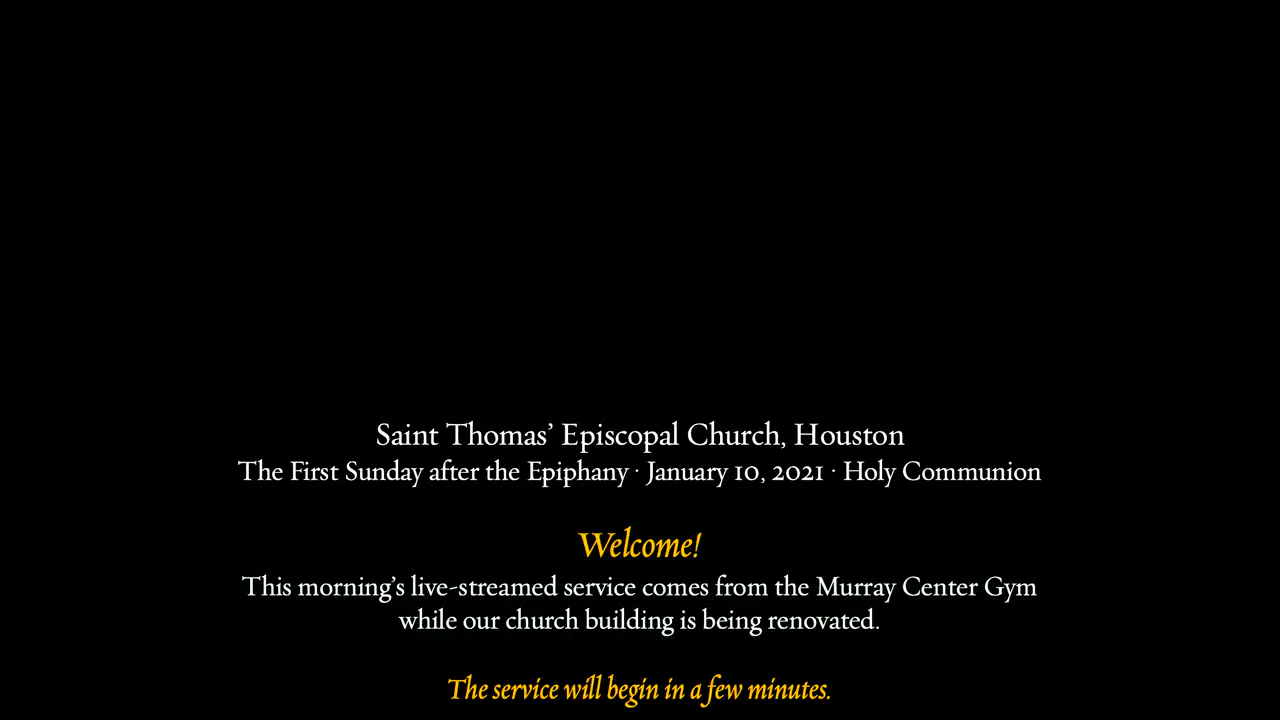 Saint Thomas’ Episcopal Church, Houston
The First Sunday after the Epiphany · January 10, 2021 · Holy Communion
Welcome!
This morning’s live-streamed service comes from the Murray Center Gym
while our church building is being renovated.
The service will begin in a few minutes.